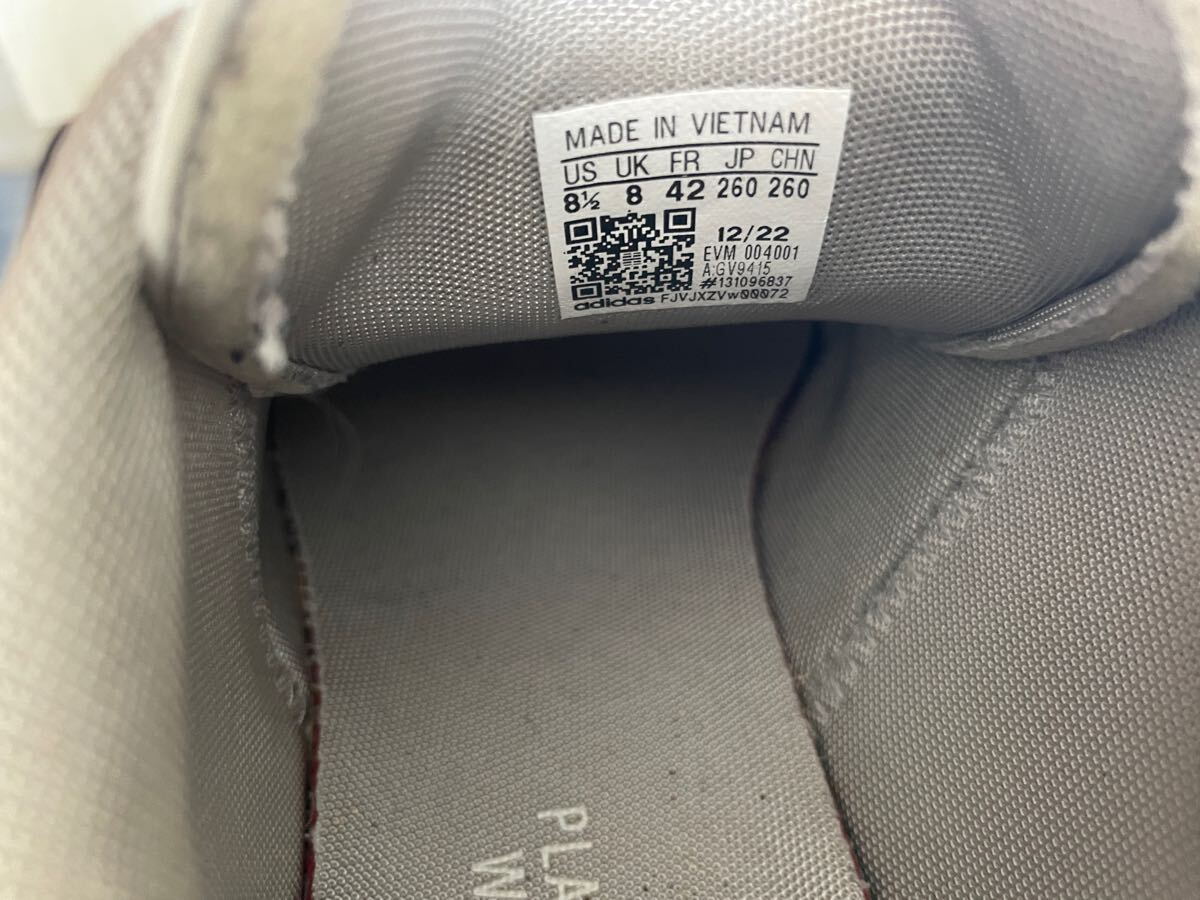 MADE IN VIETNAM
US UK FR JP CHN
8½ 8 42 260 260
12/22
EVM 004001
A:GV9415
#131096837
adidas FJVJXZVw00072
PLA
W